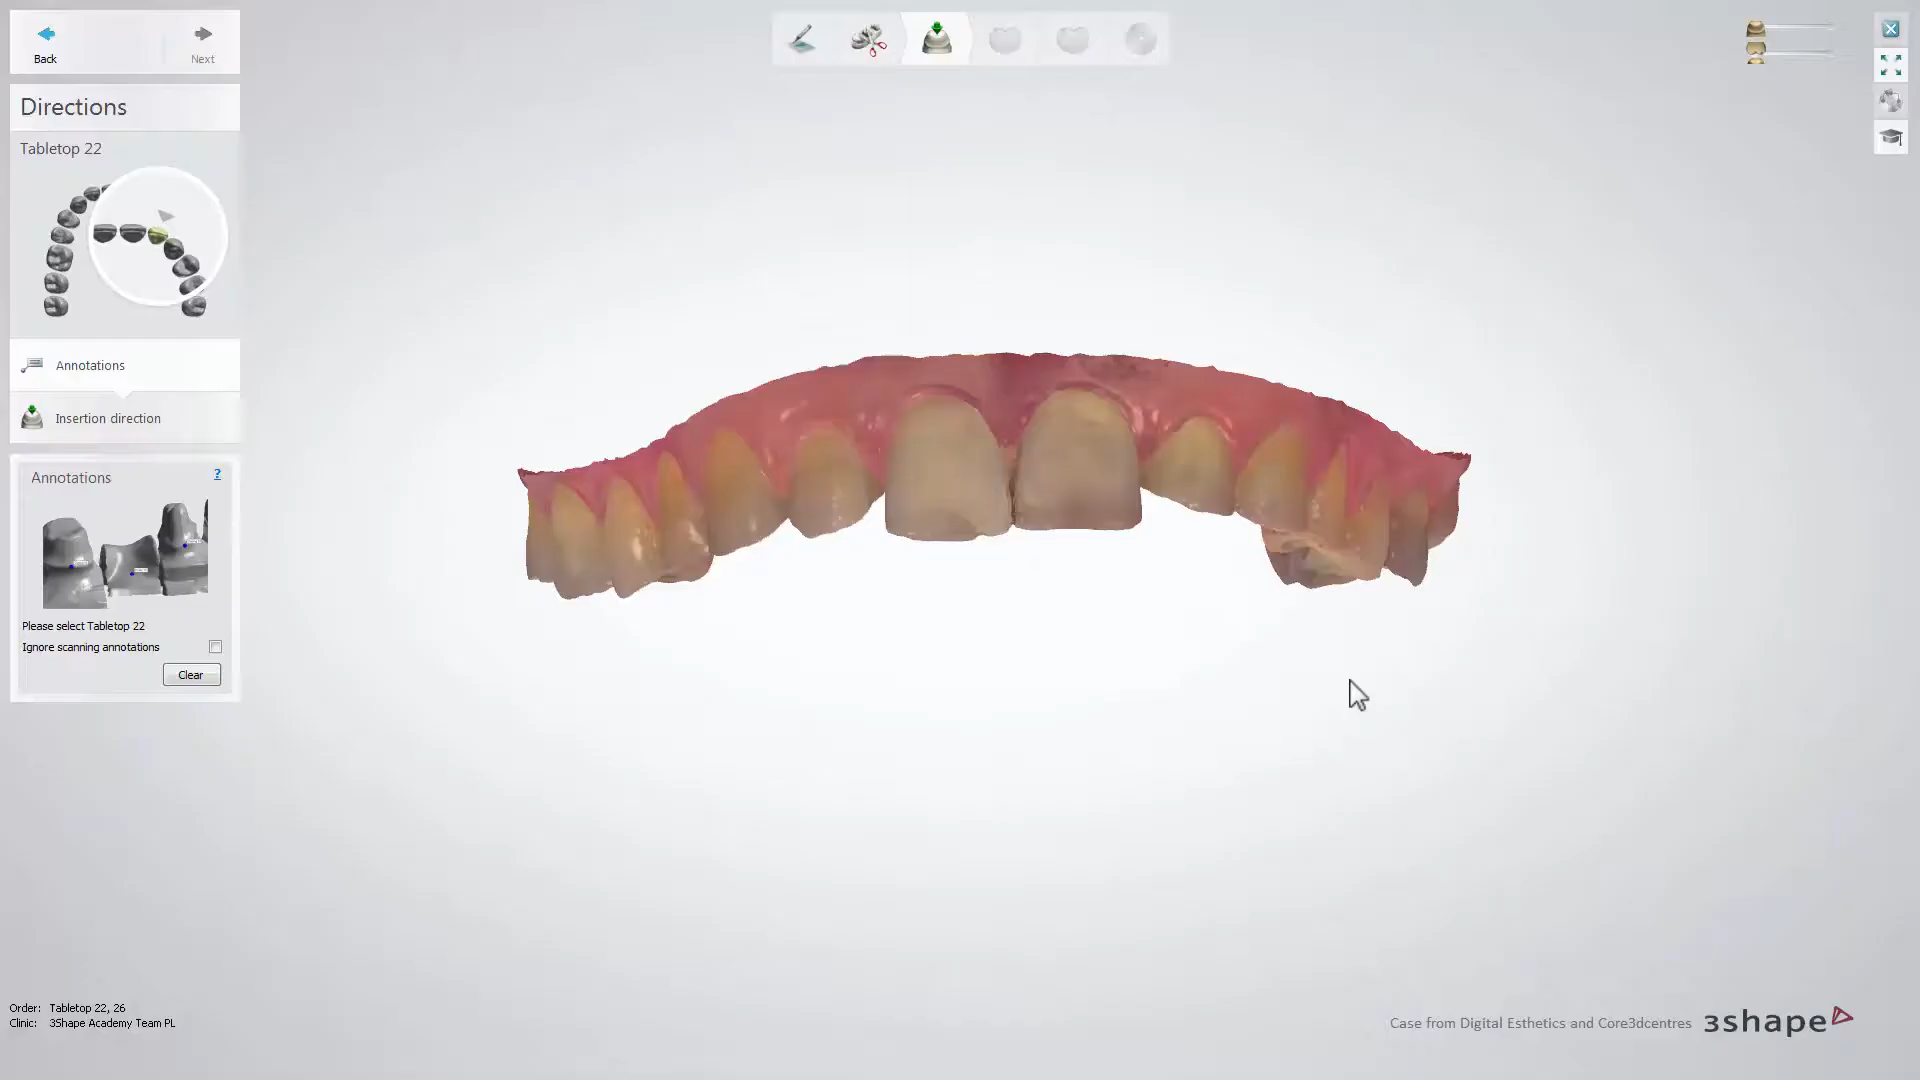 Back
Next
Directions
Tabletop 22
Annotations
Insertion direction
Annotations
?
Please select Tabletop 22
Ignore scanning annotations
Clear
Order: Tabletop 22, 26
Clinic: 3Shape Academy Team PL
Case from Digital Esthetics and Core3dcentres
3shape